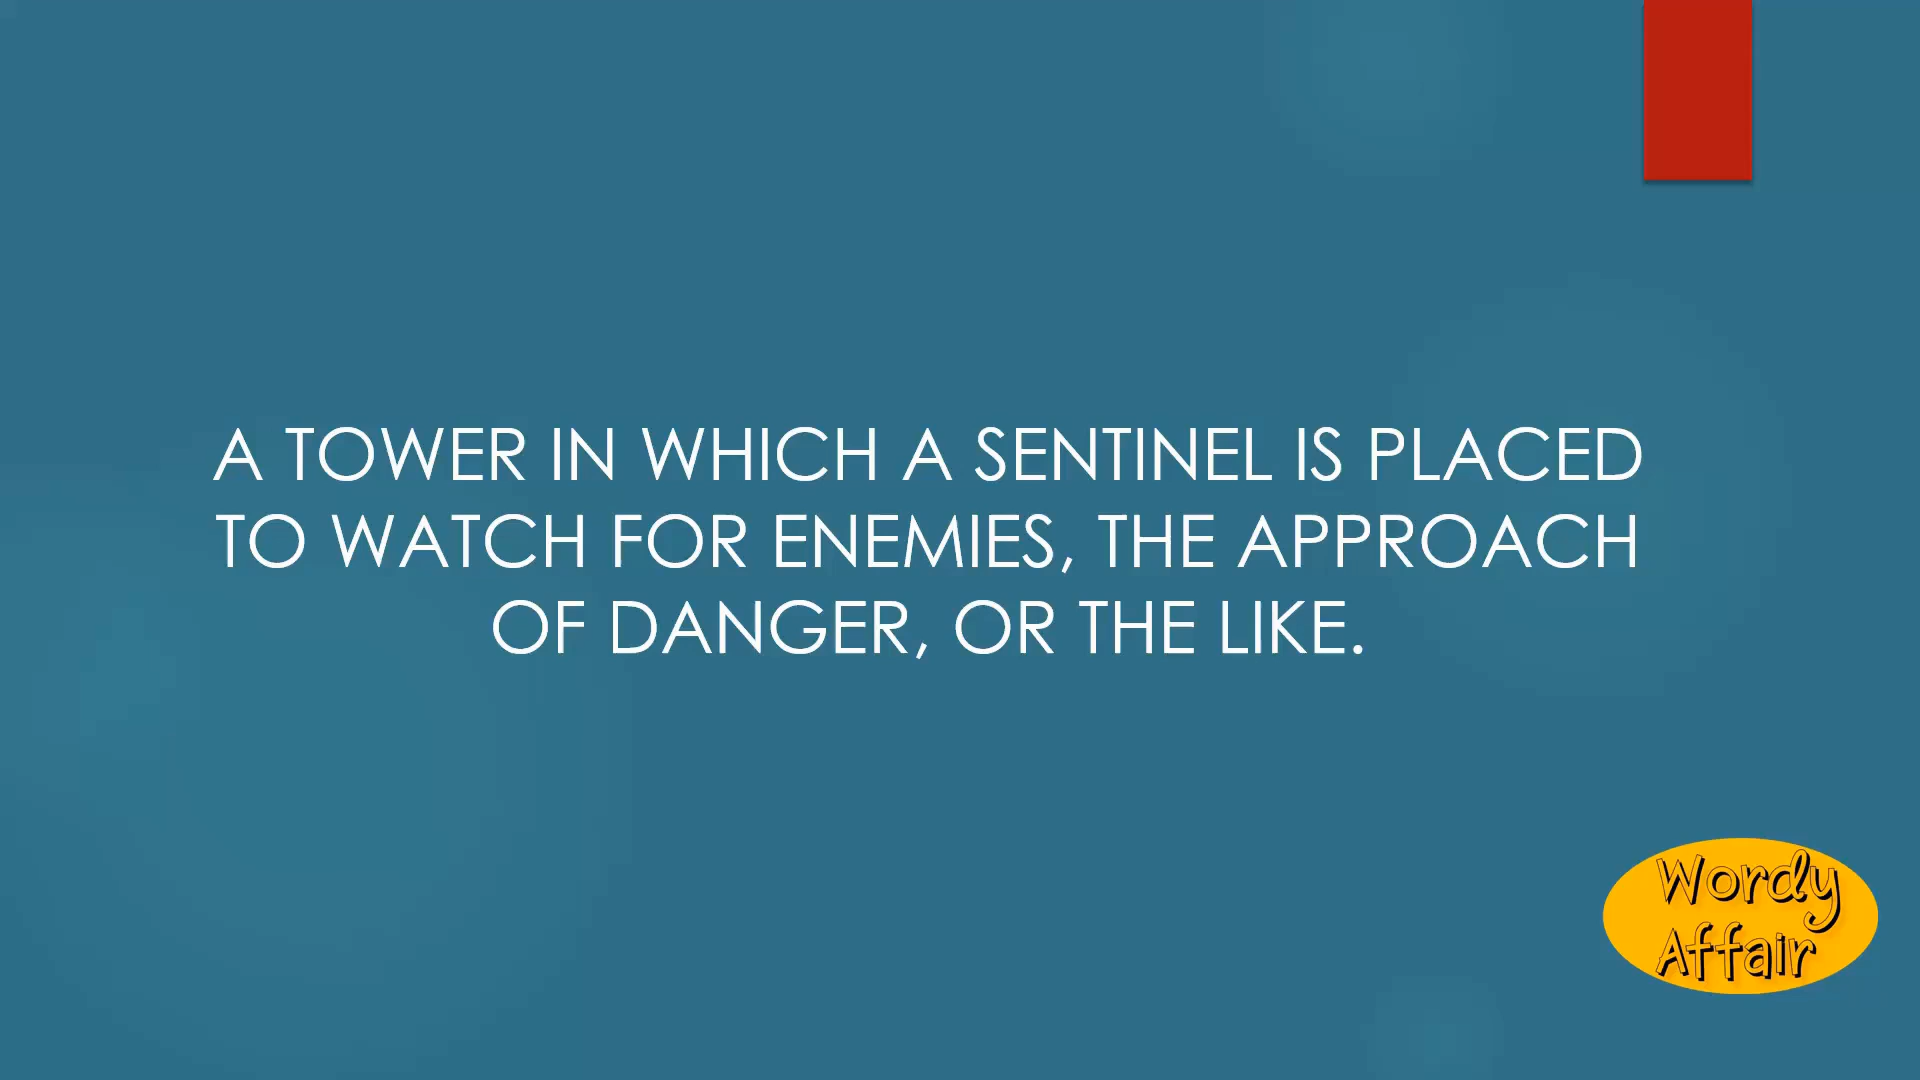 A TOWER IN WHICH A SENTINEL IS PLACED
TO WATCH FOR ENEMIES, THE APPROACH
OF DANGER, OR THE LIKE.
Wordy
Affair